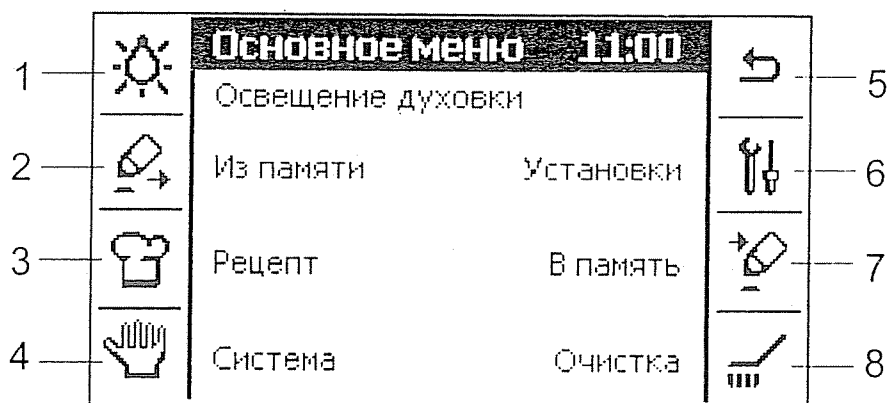 Основное меню 11:00
1 Освещение духовки 5
2 Из памяти Установки 6
3 Рецепт В память 7
4 Система Очистка 8